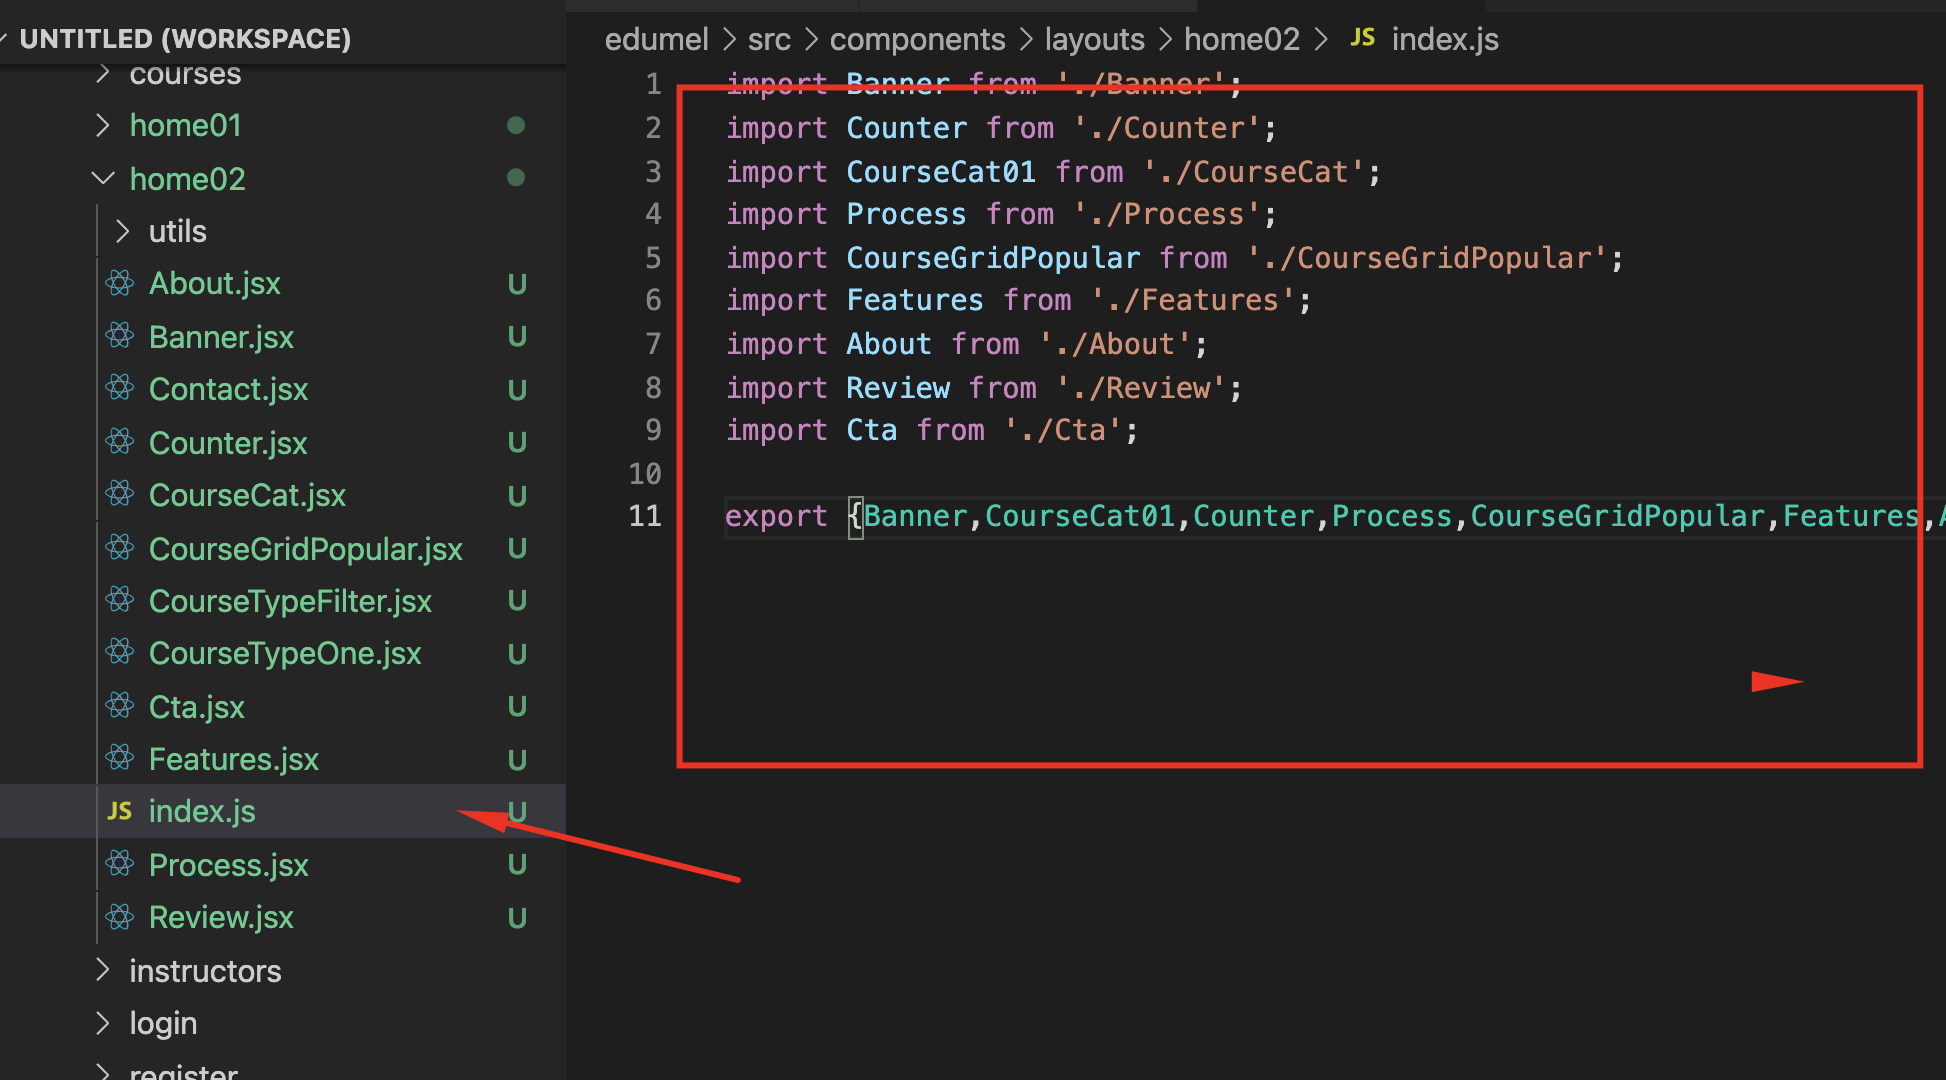 UNTITLED (WORKSPACE)
courses
home01
home02
utils
About.jsx U
Banner.jsx U
Contact.jsx U
Counter.jsx U
CourseCat.jsx U
CourseGridPopular.jsx U
CourseTypeFilter.jsx U
CourseTypeOne.jsx U
Cta.jsx U
Features.jsx U
JS index.js U
Process.jsx U
Review.jsx U
instructors
login
register
edumel > src > components > layouts > home02 > JS index.js
1 import Banner from './Banner';
2 import Counter from './Counter';
3 import CourseCat01 from './CourseCat';
4 import Process from './Process';
5 import CourseGridPopular from './CourseGridPopular';
6 import Features from './Features';
7 import About from './About';
8 import Review from './Review';
9 import Cta from './Cta';
10
11 export {Banner,CourseCat01,Counter,Process,CourseGridPopular,Features,